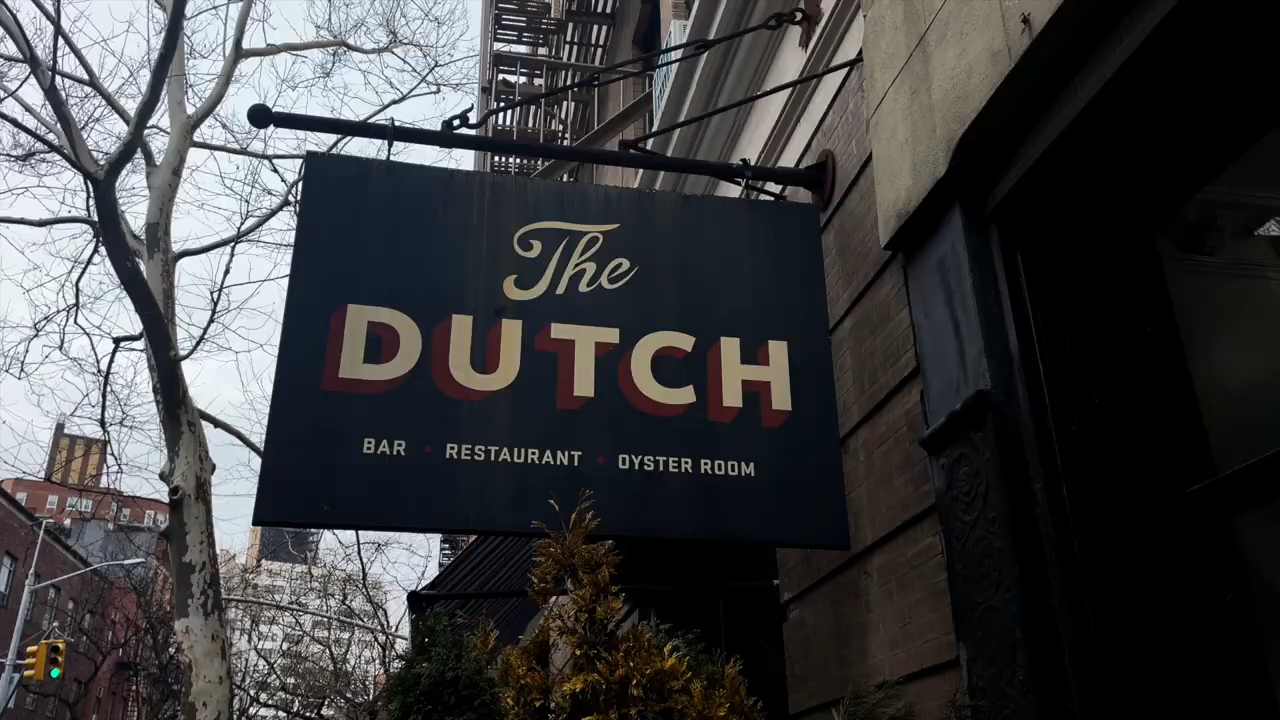 The
DUTCH
BAR • RESTAURANT • OYSTER ROOM